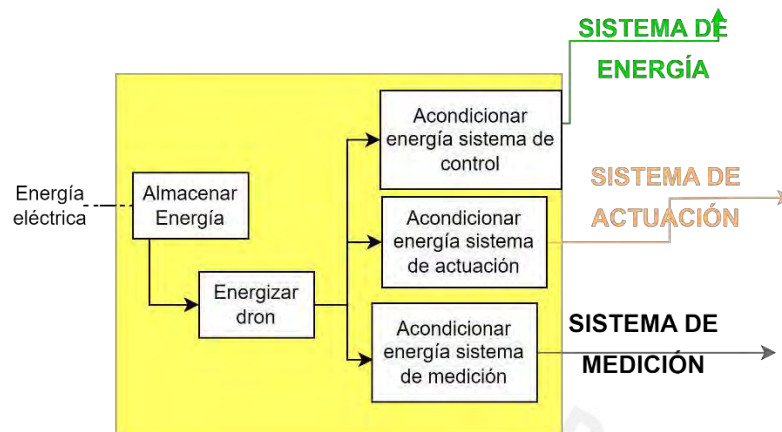 SISTEMA DE
ENERGÍA
Acondicionar
energía sistema de
control
Energía
eléctrica
Almacenar
Energía
SISTEMA DE
ACTUACIÓN
Acondicionar
energía sistema
de actuación
Energizar
dron
Acondicionar
energía sistema
de medición
SISTEMA DE
MEDICIÓN